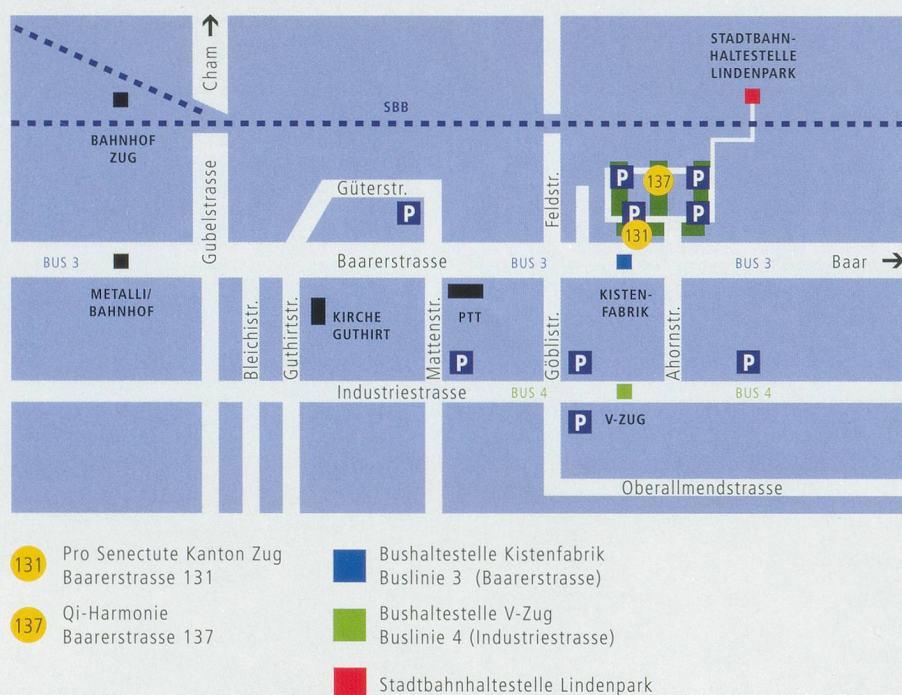 Cham
STADTBAHN-
HALTESTELLE
LINDENPARK
SBB
BAHNHOF
ZUG
Gubelstrasse
Güterstr.
P
Feldstr.
P
137
P
P
P
131
BUS 3
Baarerstrasse
BUS 3
BUS 3
Baar
METALLI/
BAHNHOF
Bleichistr.
Guthirtstr.
KIRCHE
GUTHIRT
Mattenstr.
PTT
P
Göblistr.
KISTEN-
FABRIK
P
Ahornstr.
P
Industriestrasse
BUS 4
BUS 4
P
V-ZUG
Oberallmendstrasse
131
Pro Senectute Kanton Zug
Baarerstrasse 131
137
Qi-Harmonie
Baarerstrasse 137
Bushaltestelle Kistenfabrik
Buslinie 3 (Baarerstrasse)
Bushaltestelle V-Zug
Buslinie 4 (Industriestrasse)
Stadtbahnhaltestelle Lindenpark